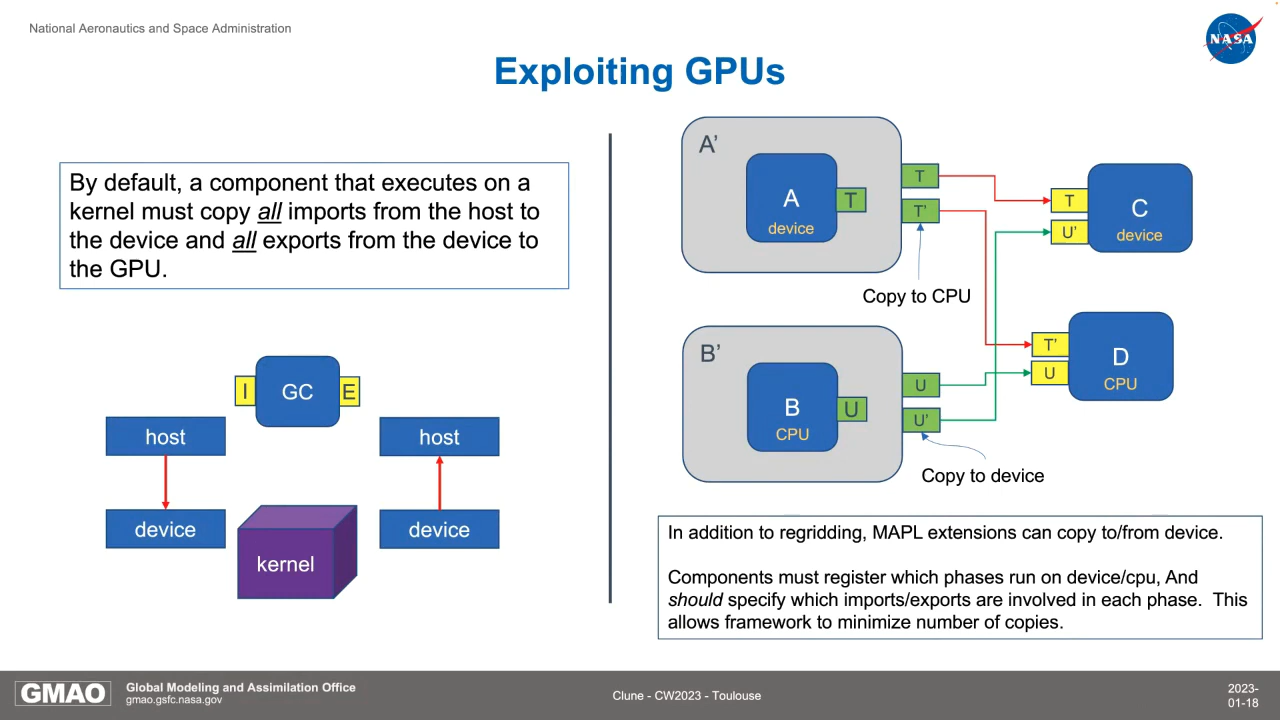 National Aeronautics and Space Administration
NASA
Exploiting GPUs
By default, a component that executes on a
kernel must copy all imports from the host to
the device and all exports from the device to
the GPU.
I
GC
E
host
host
device
device
kernel
A'
A
device
T
T
T'
Copy to CPU
T
U'
C
device
B'
B
CPU
U
U
U'
Copy to device
T'
U
D
CPU
In addition to regridding, MAPL extensions can copy to/from device.
Components must register which phases run on device/cpu, And
should specify which imports/exports are involved in each phase. This
allows framework to minimize number of copies.
GMAO
Global Modeling and Assimilation Office
gmao.gsfc.nasa.gov
Clune - CW2023 - Toulouse
2023-
01-18